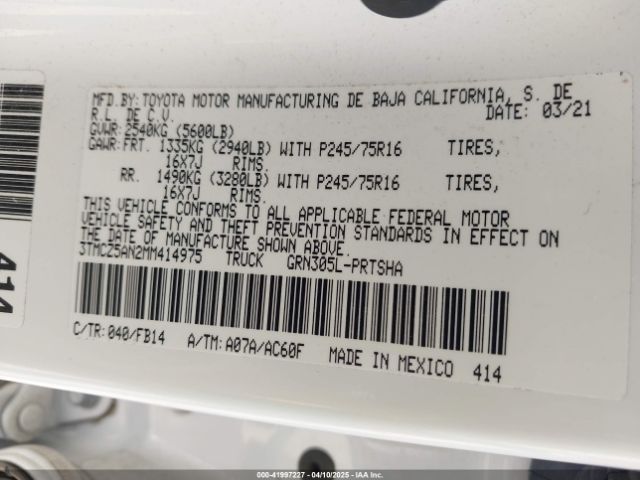 MFD.BY:TOYOTA MOTOR MANUFACTURING DE BAJA CALIFORNIA, S. DE
R.L. DE C.V. DATE: 03/21
GVWR:2540KG (5600LB)
GAWR:FRT. 1335KG (2940LB) WITH P245/75R16 TIRES,
16X7J RIMS.
RR. 1490KG (3280LB) WITH P245/75R16 TIRES,
16X7J RIMS.
THIS VEHICLE CONFORMS TO ALL APPLICABLE FEDERAL MOTOR
VEHICLE SAFETY AND THEFT PREVENTION STANDARDS IN EFFECT ON
THE DATE OF MANUFACTURE SHOWN ABOVE.
3TMCZ5AN2MM414975 TRUCK GRN305L-PRTSHA
C/TR:040/FB14 A/TM:A07A/AC60F MADE IN MEXICO 414
414
000-41997227 - 04/10/2025 - IAA Inc.